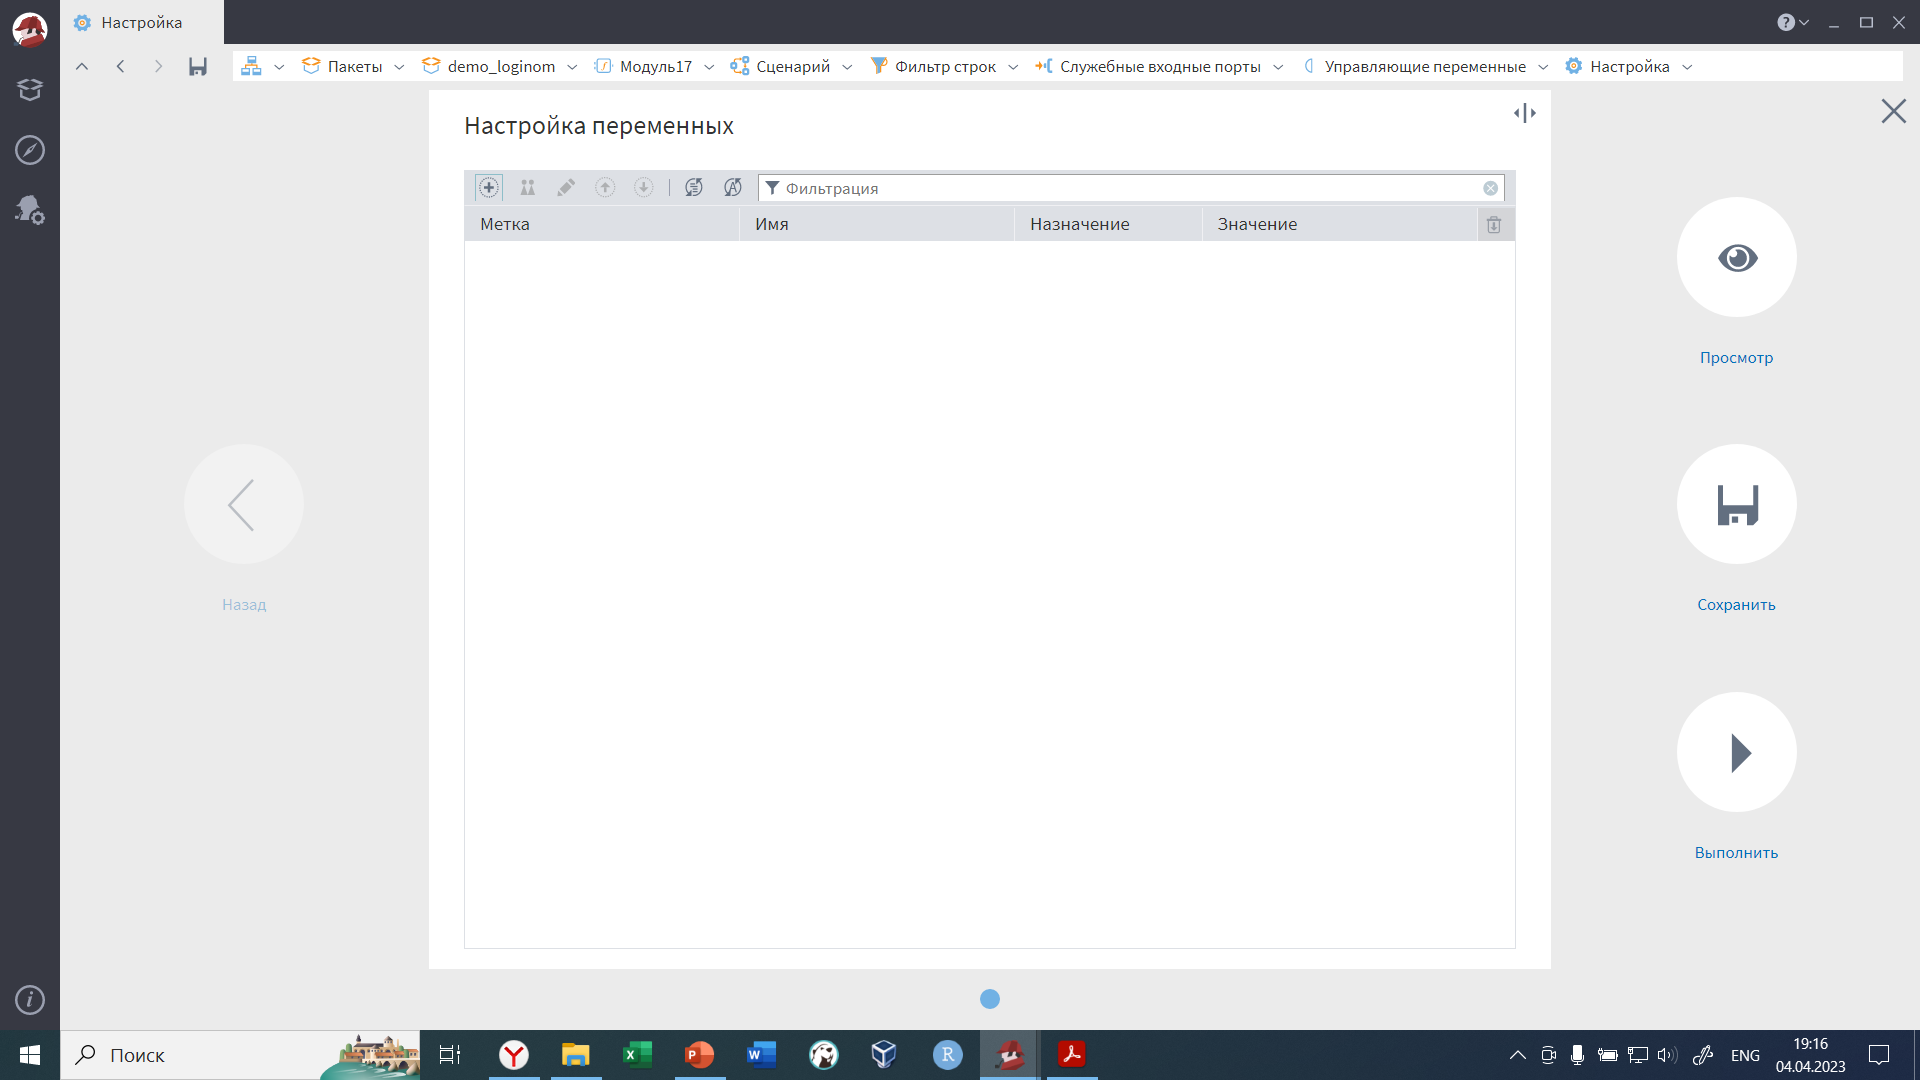 Настройка
Пакеты demo_loginom Модуль17 Сценарий Фильтр строк Служебные входные порты Управляющие переменные Настройка
Настройка переменных
Фильтрация
Метка Имя Назначение Значение
Просмотр
Назад
Сохранить
Выполнить
Поиск
ENG
19:16
04.04.2023